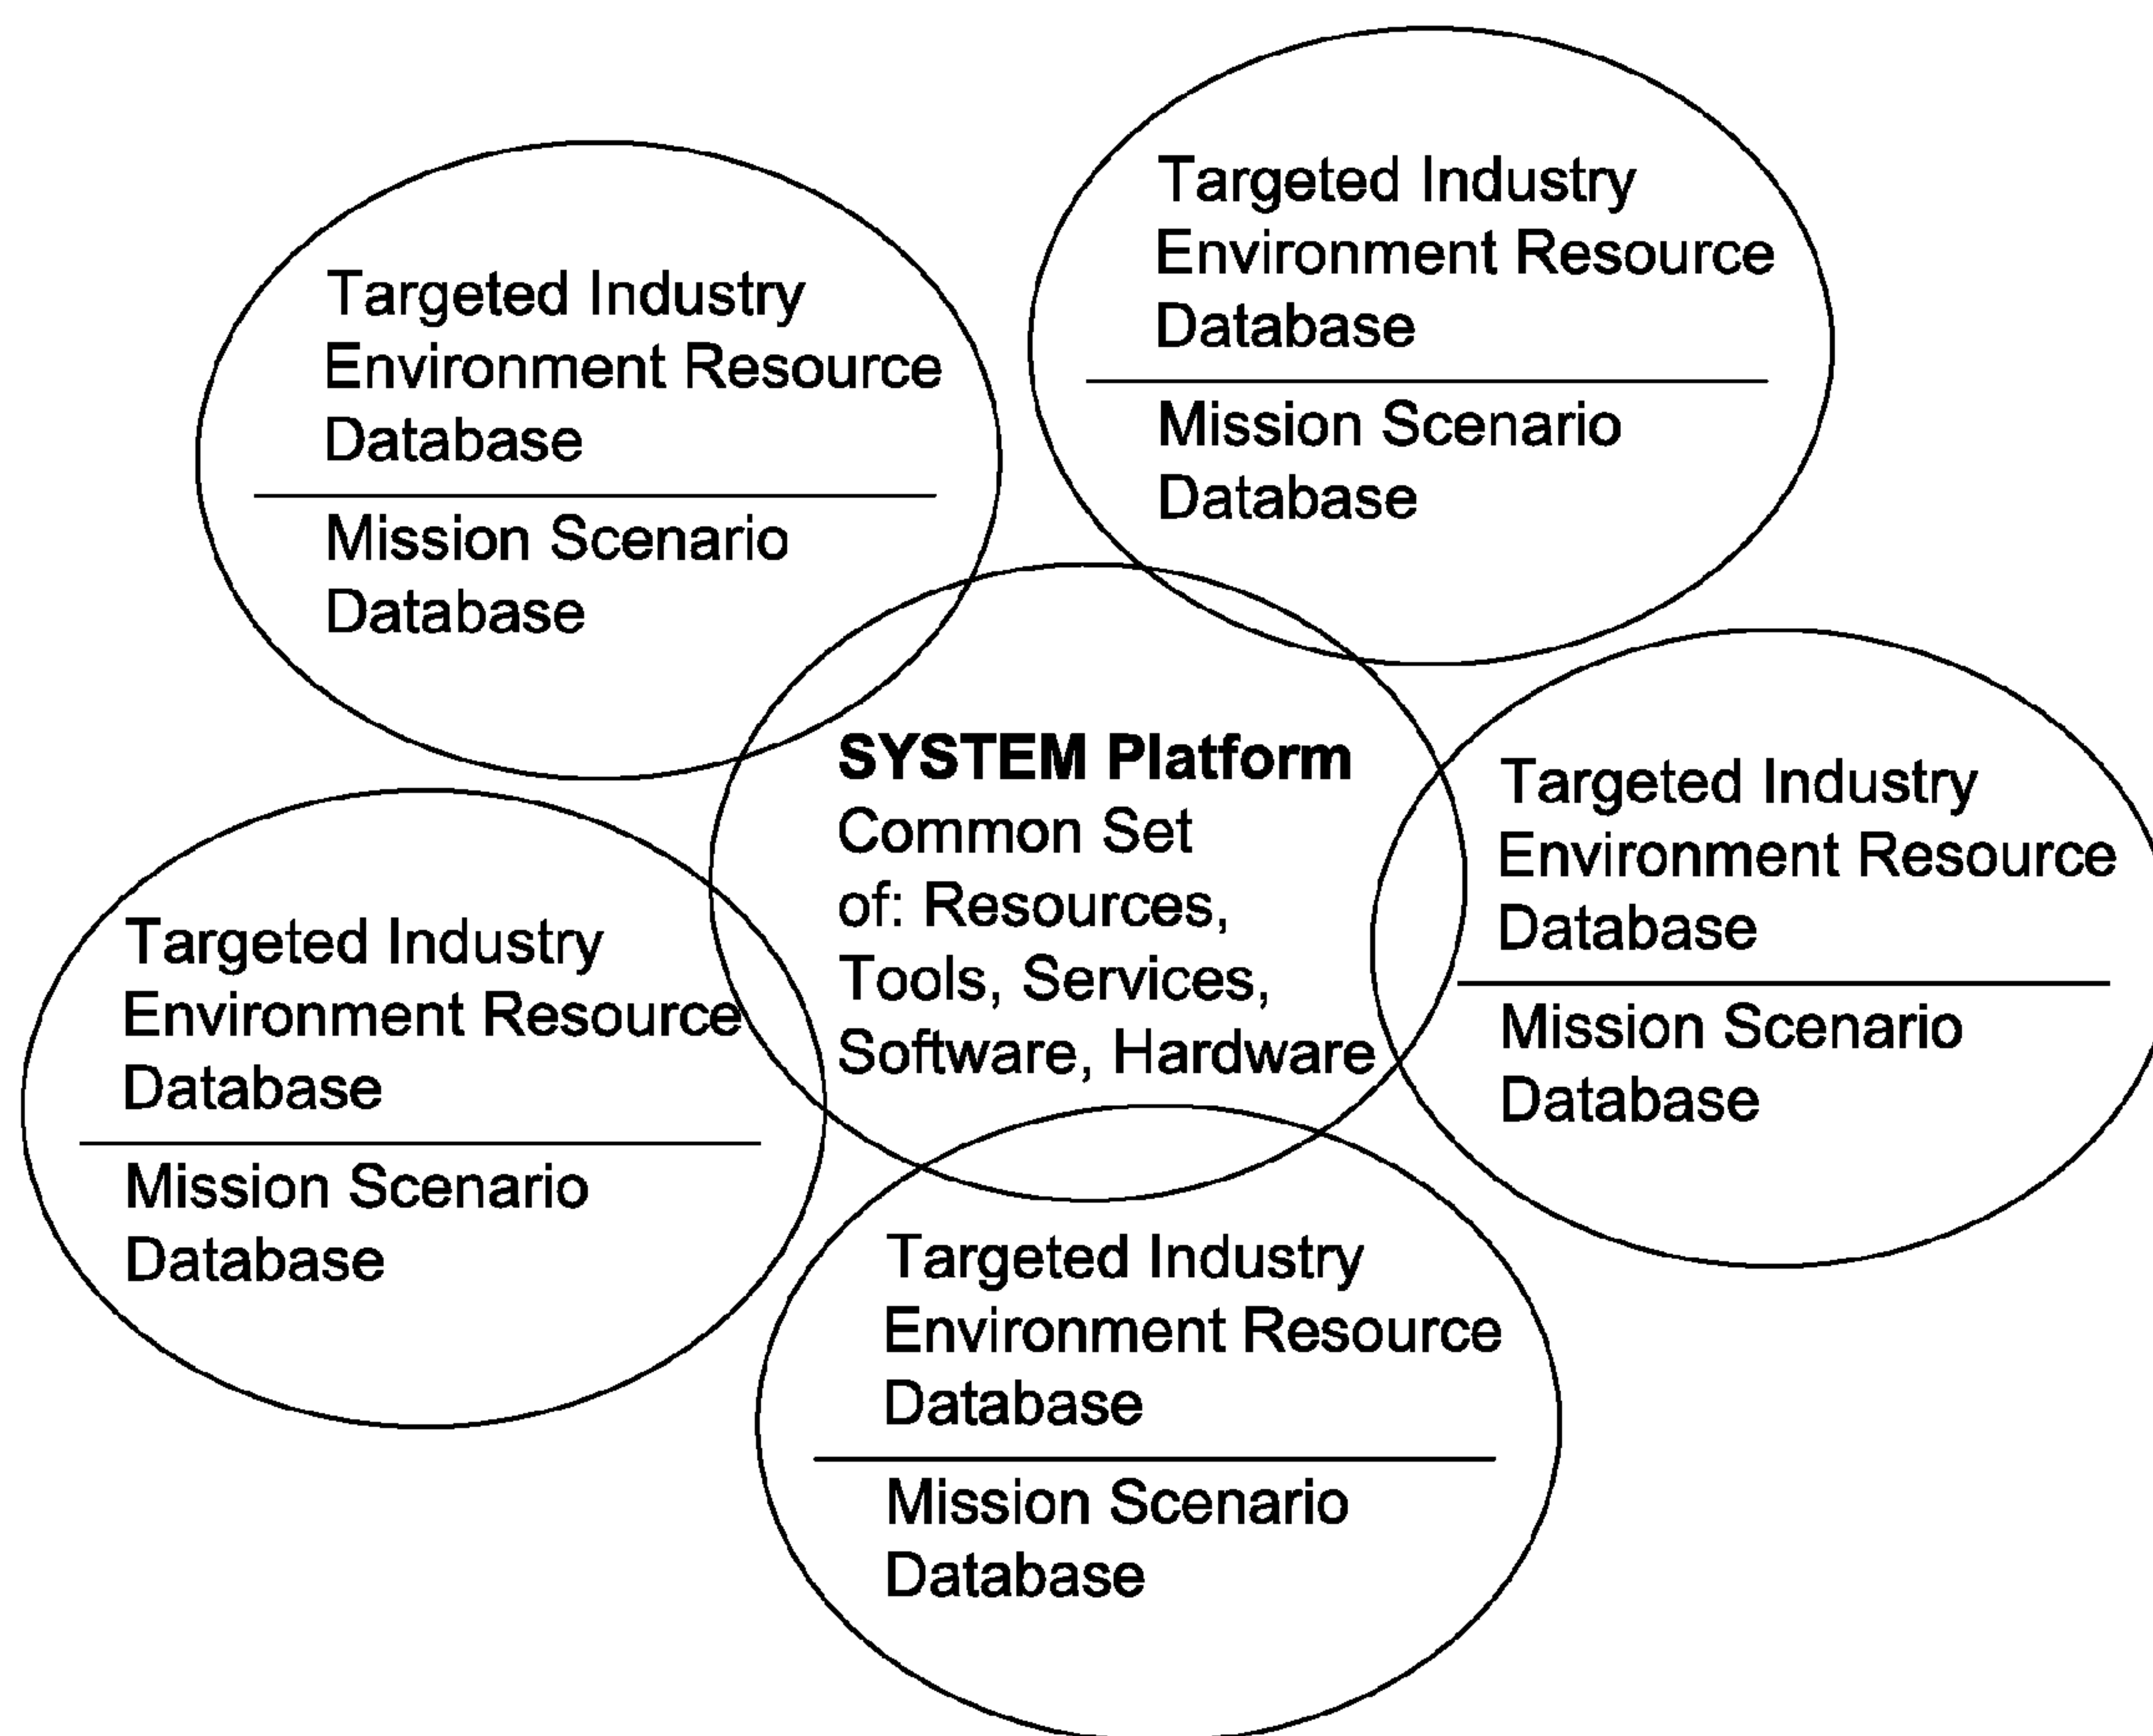 Targeted Industry
Environment Resource
Database
Mission Scenario
Database
Targeted Industry
Environment Resource
Database
Mission Scenario
Database
SYSTEM Platform
Common Set
of: Resources,
Tools, Services,
Software, Hardware
Targeted Industry
Environment Resource
Database
Mission Scenario
Database
Targeted Industry
Environment Resource
Database
Mission Scenario
Database
Targeted Industry
Environment Resource
Database
Mission Scenario
Database